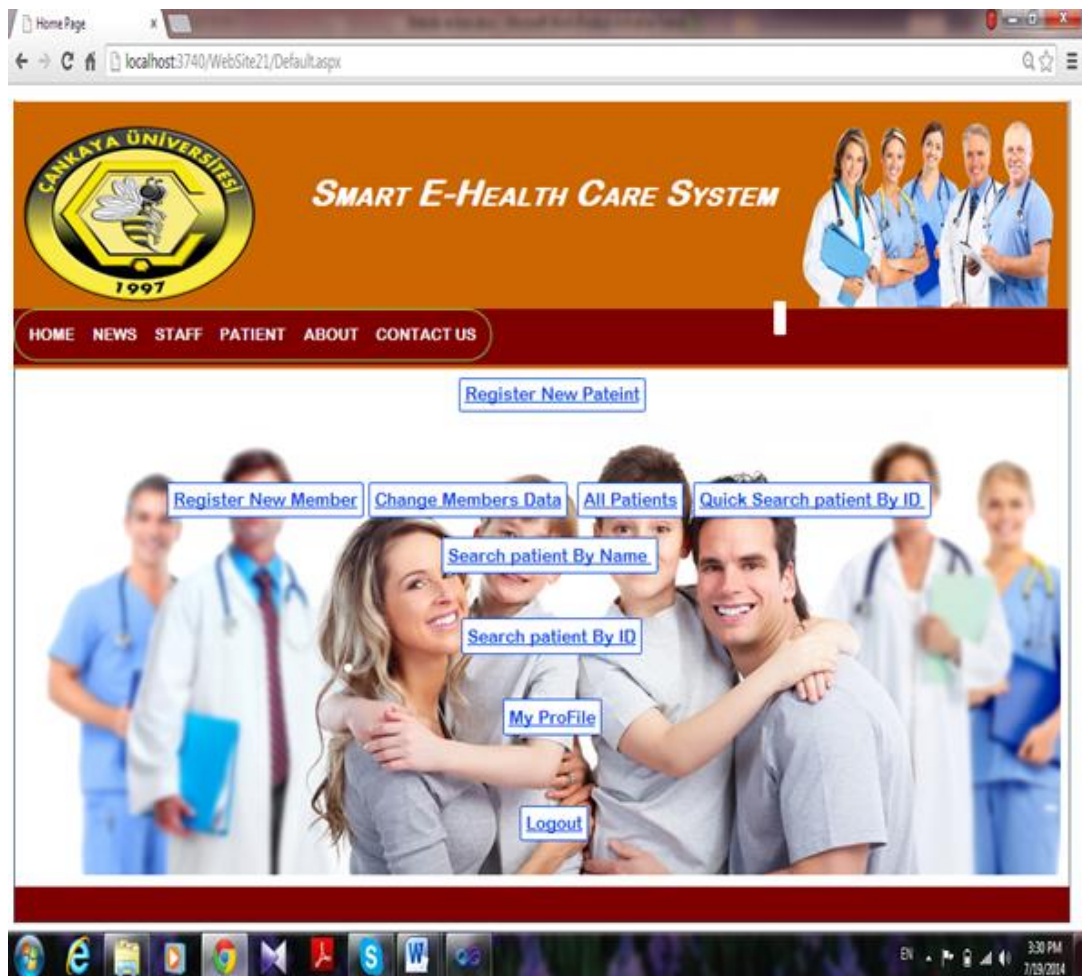 Home Page
localhost:3740/WebSite21/Default.aspx
ÇANKAYA ÜNİVERSİTESİ
1997
SMART E-HEALTH CARE SYSTEM
HOME NEWS STAFF PATIENT ABOUT CONTACT US
Register New Pateint
Register New Member Change Members Data All Patients Quick Search patient By ID
Search patient By Name
Search patient By ID
My ProFile
Logout
EN 3:30 PM
7/19/2014